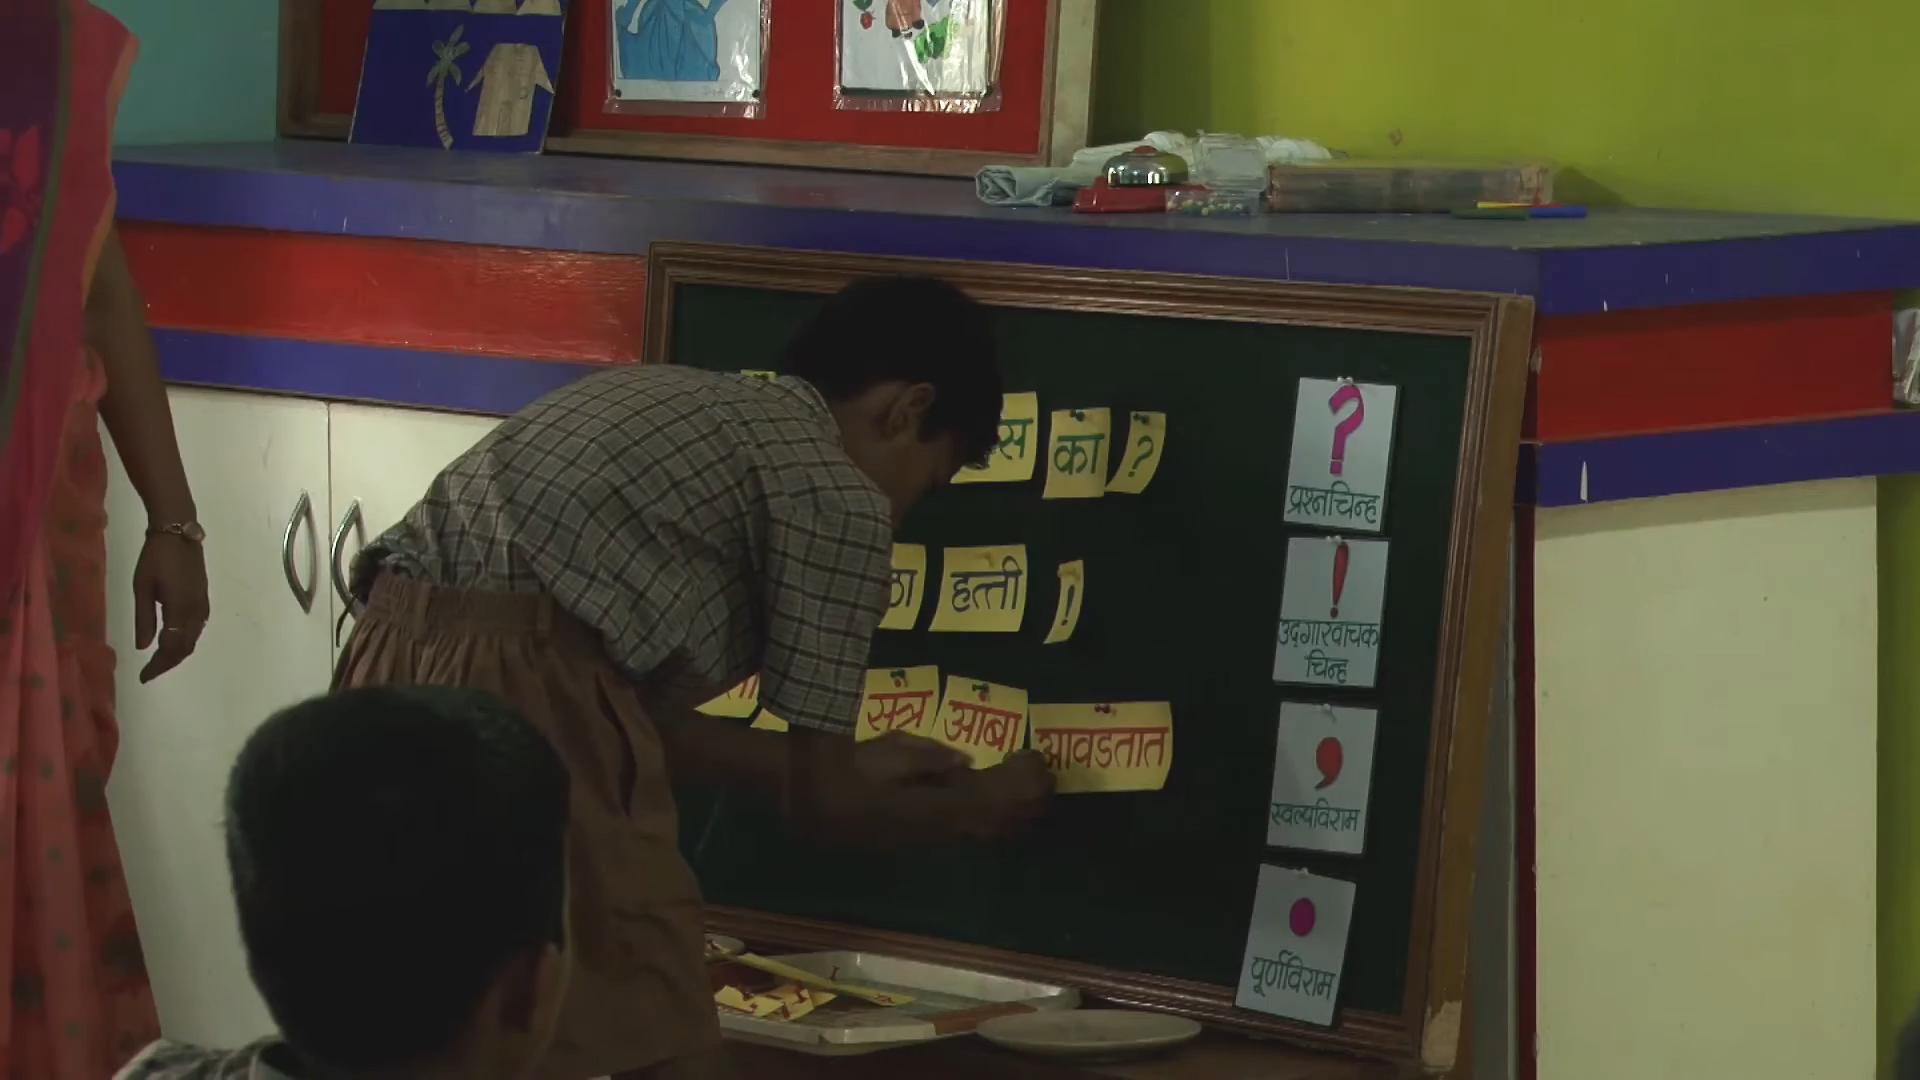 का ?
हत्ती !
संत्र आंबा आवडतात
?
प्रश्नचिन्ह
!
उद्गारवाचक
चिन्ह
,
स्वल्पविराम
.
पूर्णविराम